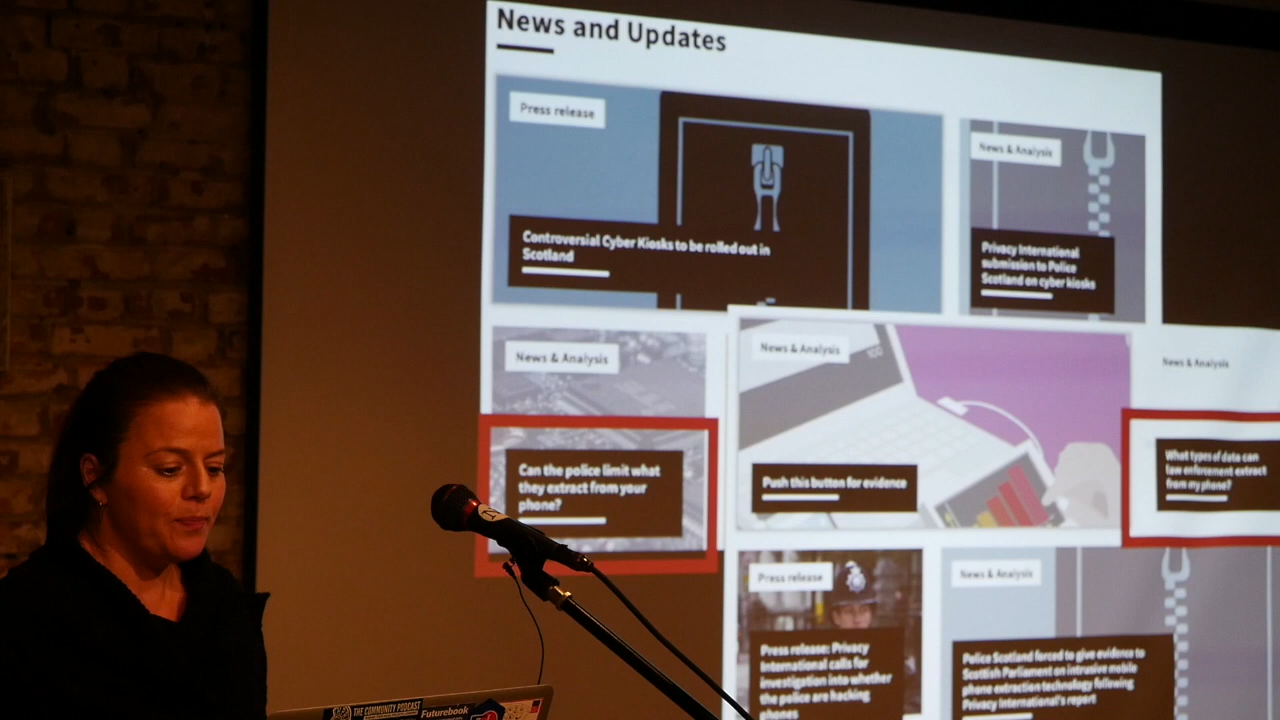 News and Updates
Press release
Controversial Cyber Kiosks to be rolled out in
Scotland
News & Analysis
Privacy International
submission to Police
Scotland on cyber kiosks
News & Analysis
Can the police limit what
they extract from your
phone?
News & Analysis
Push this button for evidence
News & Analysis
What types of data can
law enforcement extract
from my phone?
Press release
Press release: Privacy
International calls for
investigation into whether
the police are hacking
phones
News & Analysis
Police Scotland forced to give evidence to
Scottish Parliament on intrusive mobile
phone extraction technology following
Privacy International's report
THE COMMUNITY PODCAST
Futurebook